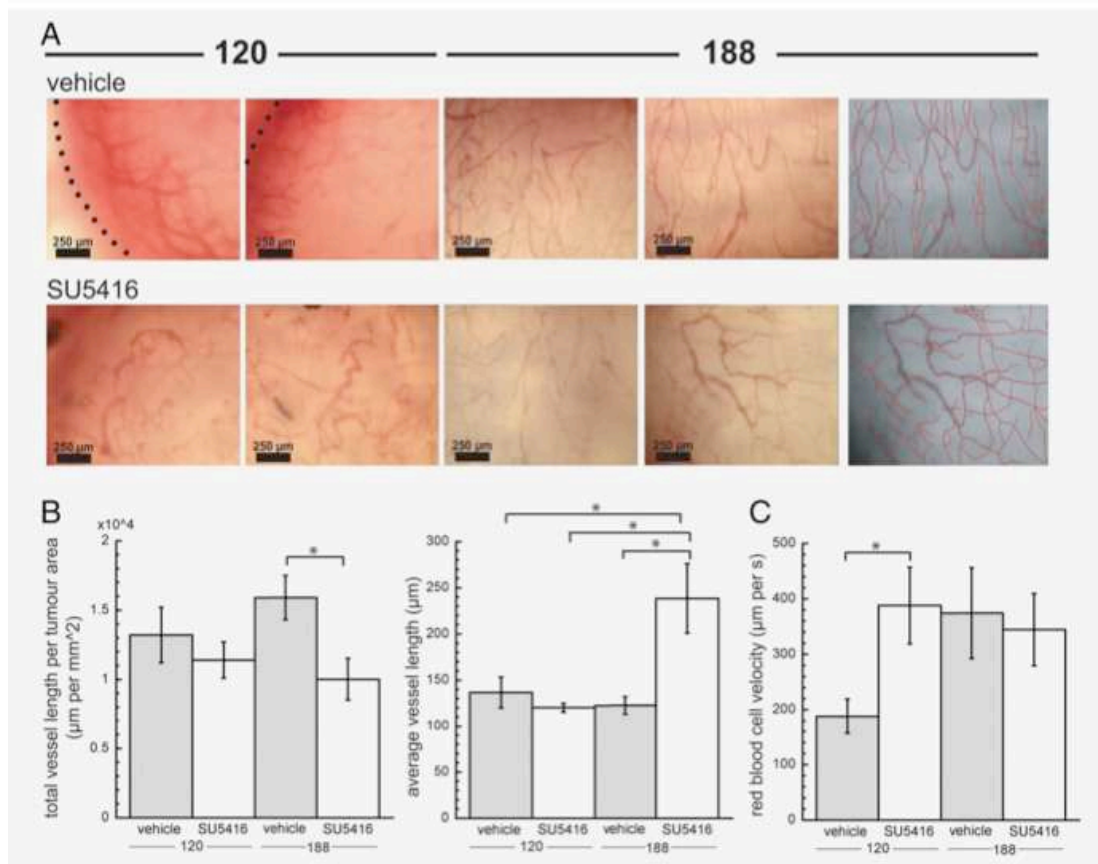 A
120 188
vehicle
250 µm 250 µm 250 µm 250 µm
SU5416
250 µm 250 µm 250 µm 250 µm
B
x10^4
total vessel length per tumour area
(µm per mm^2)
2
1.5
1
0.5
0
*
vehicle SU5416 vehicle SU5416
120 188
average vessel length (µm)
300
250
200
150
100
50
0
*
*
*
vehicle SU5416 vehicle SU5416
120 188
C
red blood cell velocity (µm per s)
500
400
300
200
100
0
*
vehicle SU5416 vehicle SU5416
120 188